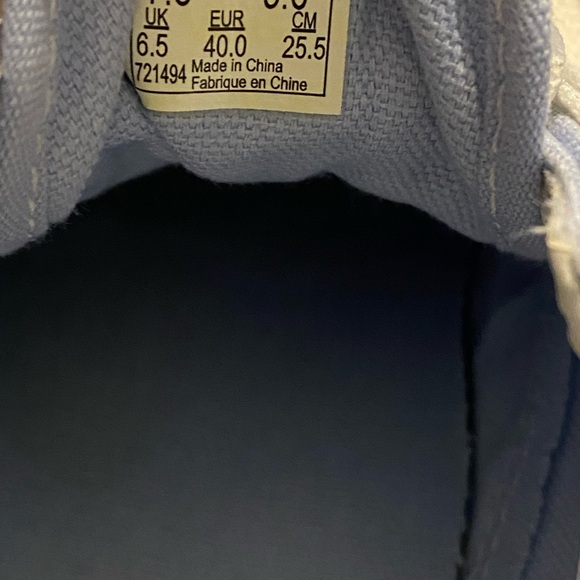 UK EUR CM
6.5 40.0 25.5
721494 Made in China
Fabrique en Chine